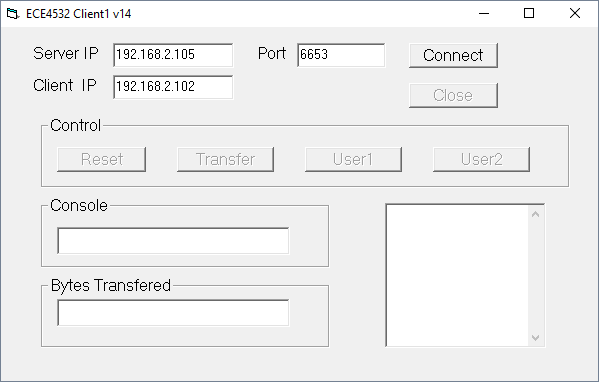 ECE4532 Client1 v14
Server IP 192.168.2.105 Port 6653 Connect
Client IP 192.168.2.102 Close
Control
Reset Transfer User1 User2
Console
Bytes Transfered